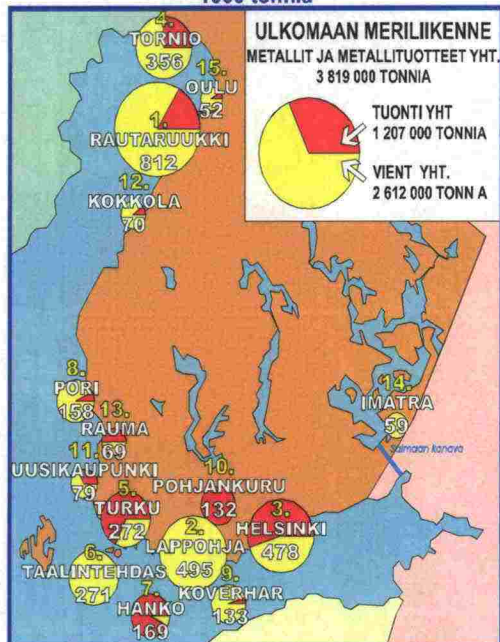 1000 tonnia
ULKOMAAN MERILIIKENNE
METALLIT JA METALLITUOTTEET YHT.
3 819 000 TONNIA
TUONTI YHT
1 207 000 TONNIA
VIENT YHT.
2 612 000 TONN A
4.
TORNIO
356
15.
OULU
52
1.
RAUTARUUKKI
812
12.
KOKKOLA
70
8.
PORI
158
13.
RAUMA
69
14.
IMATRA
59
Saimaan kanava
11.
UUSIKAUPUNKI
79
10.
POHJANKURU
132
5.
TURKU
272
3.
HELSINKI
478
2.
LAPPOHJA
495
6.
TAALINTEHDAS
271
9.
KOVERHAR
133
7.
HANKO
169